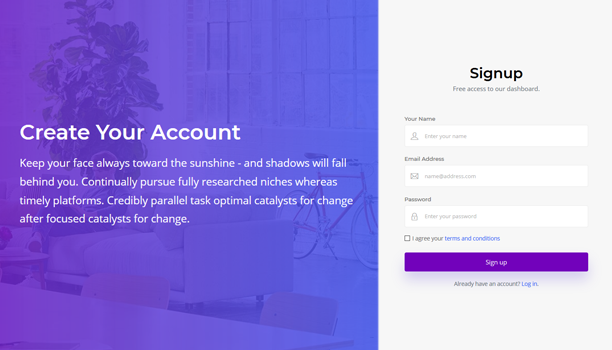 Create Your Account
Keep your face always toward the sunshine - and shadows will fall
behind you. Continually pursue fully researched niches whereas
timely platforms. Credibly parallel task optimal catalysts for change
after focused catalysts for change.
Signup
Free access to our dashboard.
Your Name
Enter your name
Email Address
name@address.com
Password
Enter your password
I agree your terms and conditions
Sign up
Already have an account? Log in.